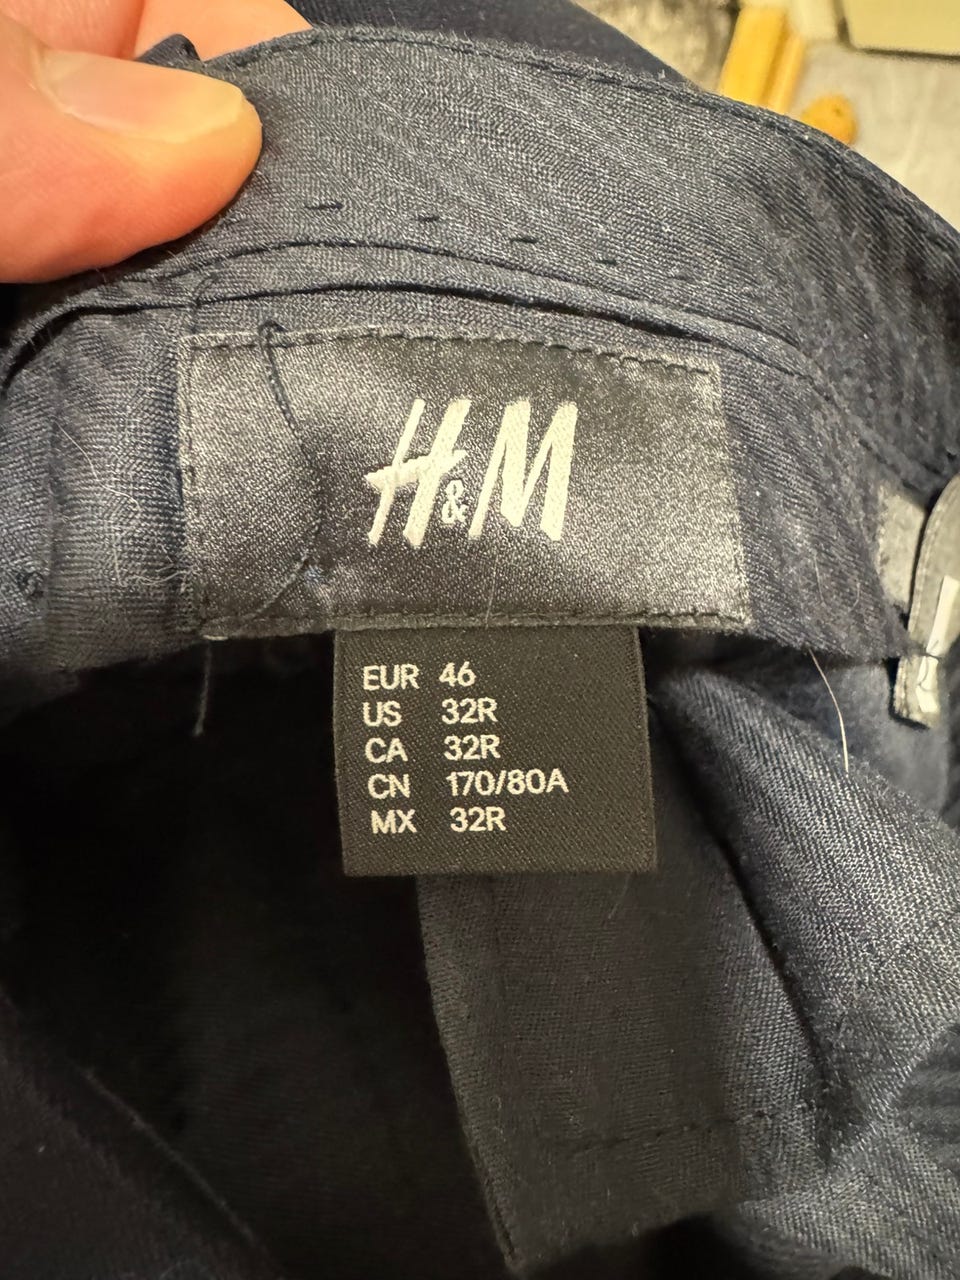 H&M
EUR 46
US 32R
CA 32R
CN 170/80A
MX 32R